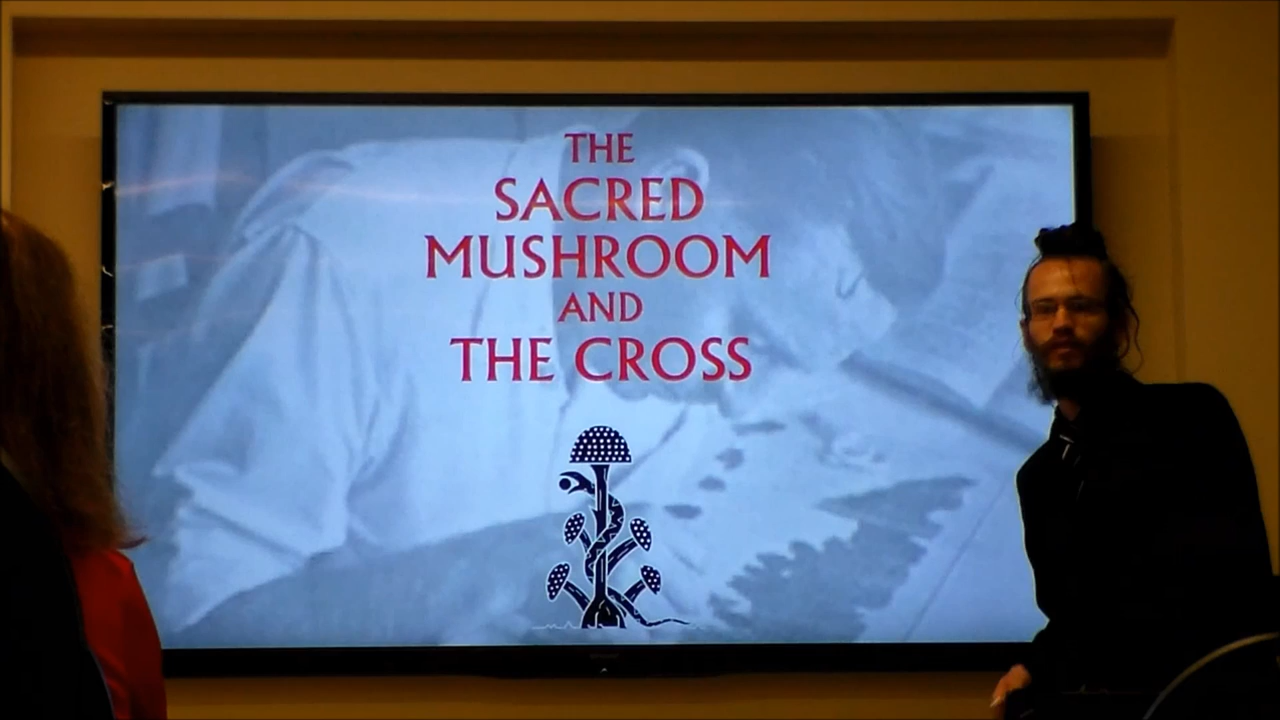 THE
SACRED
MUSHROOM
AND
THE CROSS